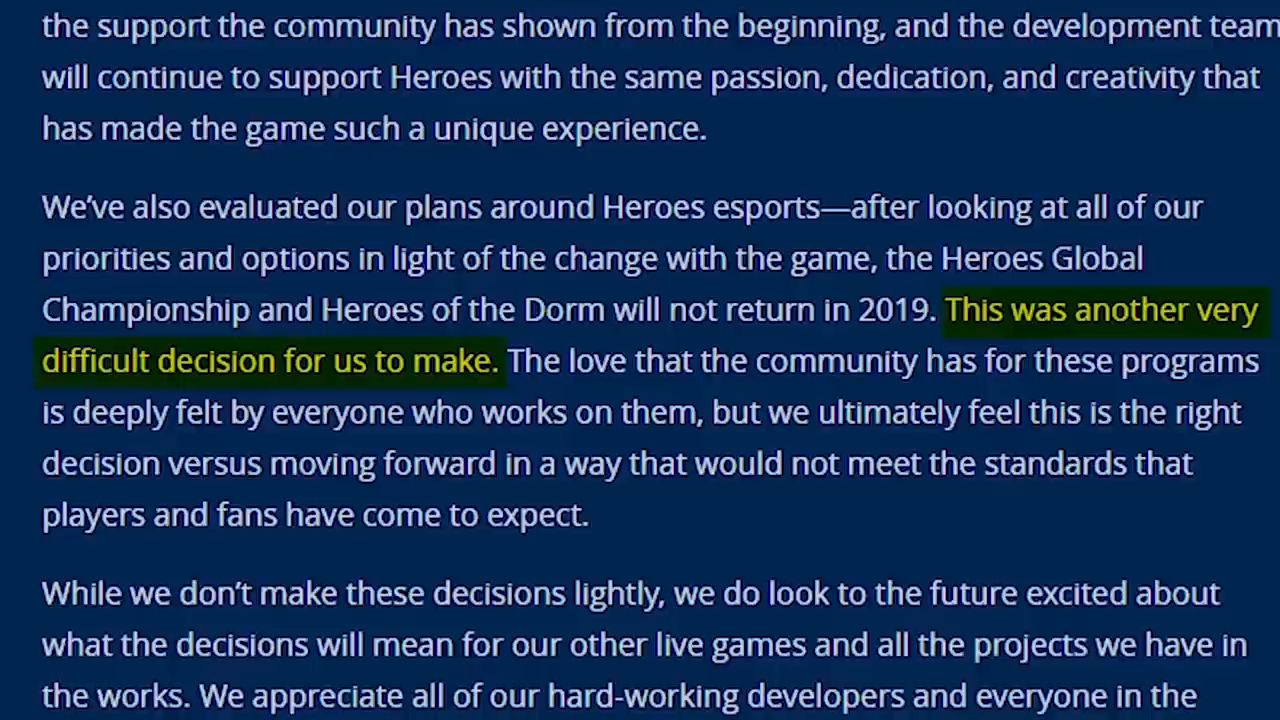 the support the community has shown from the beginning, and the development team
will continue to support Heroes with the same passion, dedication, and creativity that
has made the game such a unique experience.
We’ve also evaluated our plans around Heroes esports—after looking at all of our
priorities and options in light of the change with the game, the Heroes Global
Championship and Heroes of the Dorm will not return in 2019. This was another very
difficult decision for us to make. The love that the community has for these programs
is deeply felt by everyone who works on them, but we ultimately feel this is the right
decision versus moving forward in a way that would not meet the standards that
players and fans have come to expect.
While we don’t make these decisions lightly, we do look to the future excited about
what the decisions will mean for our other live games and all the projects we have in
the works. We appreciate all of our hard-working developers and everyone in the